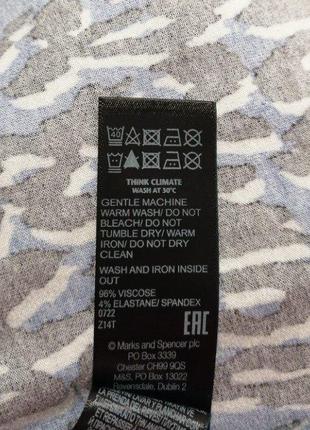 40
THINK CLIMATE
WASH AT 30°C
GENTLE MACHINE
WARM WASH/ DO NOT
BLEACH/ DO NOT
TUMBLE DRY/ WARM
IRON/ DO NOT DRY
CLEAN
WASH AND IRON INSIDE
OUT
96% VISCOSE
4% ELASTANE/ SPANDEX
0722
Z14T
EAC
© Marks and Spencer plc
PO Box 3339
Chester CH99 9QS
M&S, PO Box 13022
Ravensdale, Dublin 2